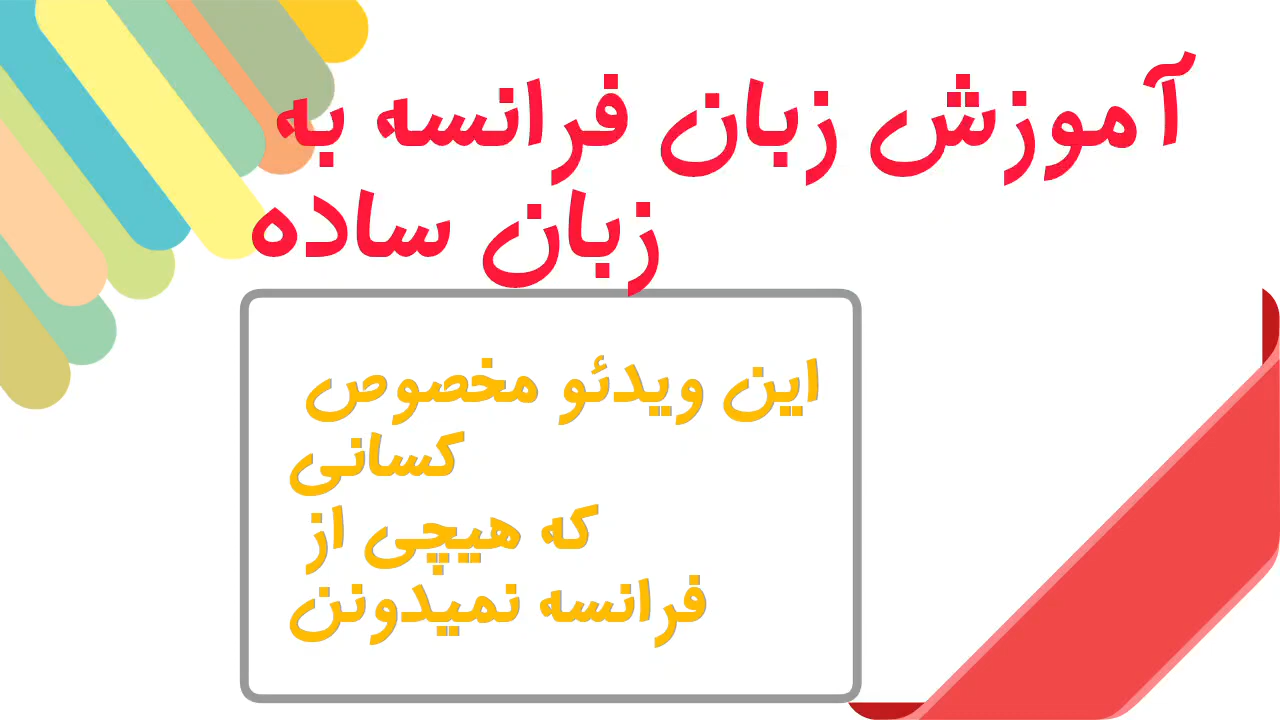 آموزش زبان فرانسه به
زبان ساده
این ویدئو مخصوص
کسانی
که هیچی از
فرانسه نمیدونن